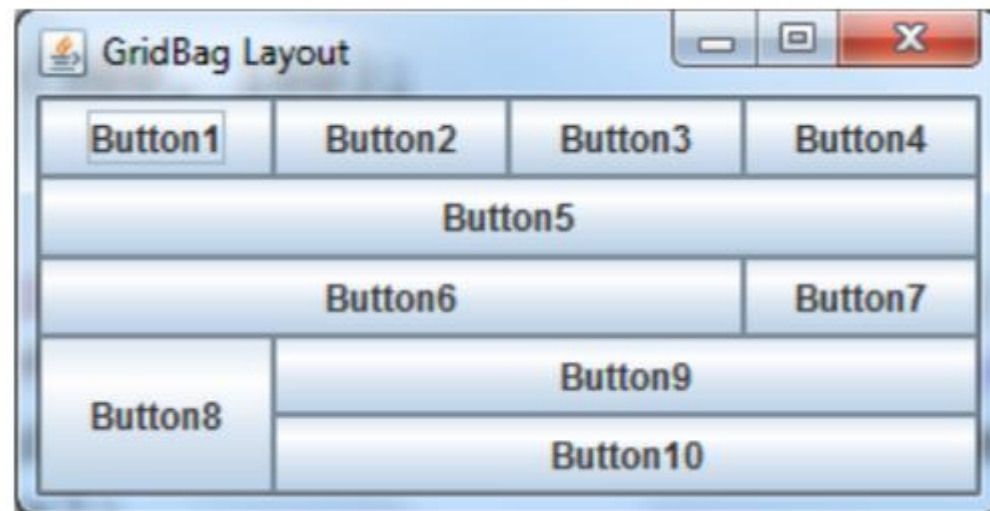 GridBag Layout
Button1 Button2 Button3 Button4
Button5
Button6 Button7
Button8
Button9
Button10